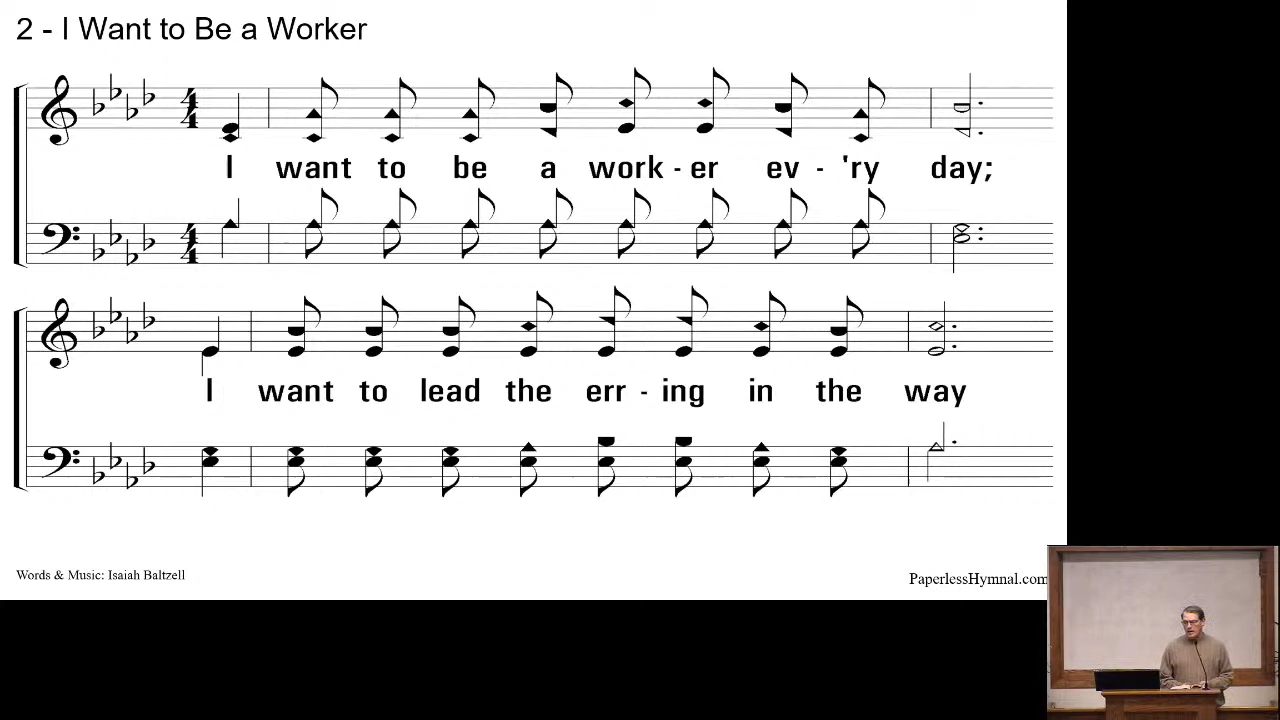 2 - I Want to Be a Worker
I want to be a work - er ev - 'ry day;
I want to lead the err - ing in the way
Words & Music: Isaiah Baltzell
PaperlessHymnal.com